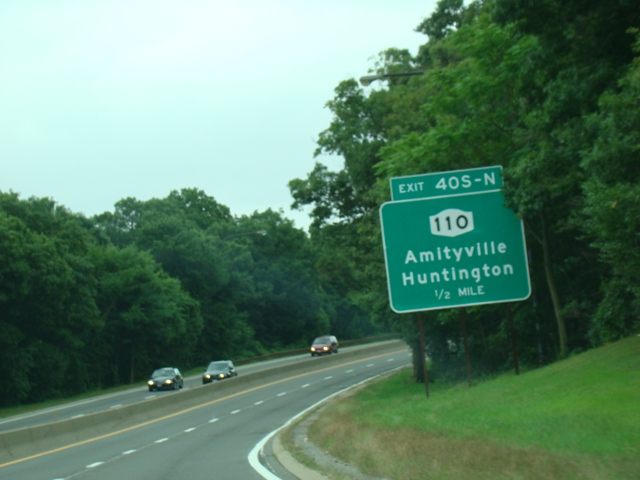 EXIT 40S-N
110
Amityville
Huntington
1/2 MILE